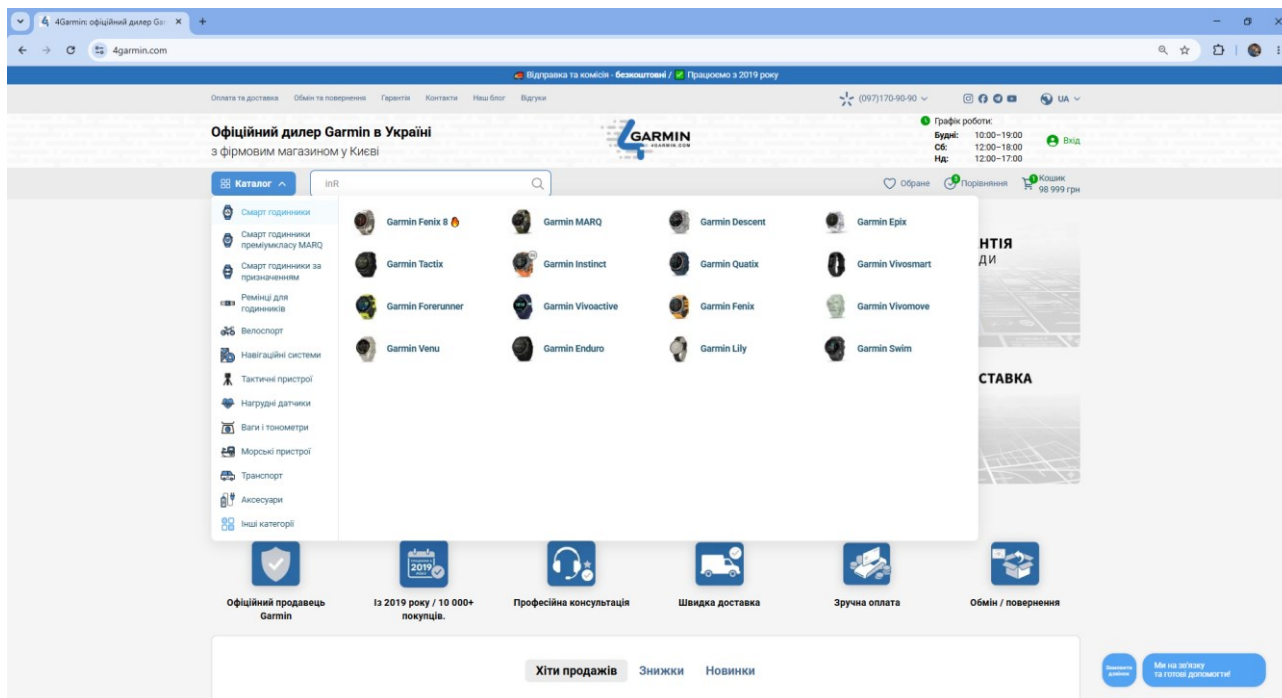 4Garmin: офіційний дилер Gar
4garmin.com
Відправка та комісія - безкоштовні / Працюємо з 2019 року
Оплата та доставка Обмін та повернення Гарантія Контакти Наш блог Відгуки
(097)170-90-90 UA
Офіційний дилер Garmin в Україні
з фірмовим магазином у Києві
4 GARMIN
4GARMIN.COM
Графік роботи:
Будні: 10:00–19:00
Сб: 12:00–18:00
Нд: 12:00–17:00
Вхід
Каталог
inR
Обране
Порівняння
Кошик
98 999 грн
Смарт годинники
Смарт годинники
преміумкласу MARQ
Смарт годинники за
призначенням
Ремінці для
годинників
Велоспорт
Навігаційні системи
Тактичні пристрої
Нагрудні датчики
Ваги і тонометри
Морські пристрої
Транспорт
Аксесуари
Інші категорії
Garmin Fenix 8 Garmin MARQ Garmin Descent Garmin Epix
Garmin Tactix Garmin Instinct Garmin Quatix Garmin Vivosmart
Garmin Forerunner Garmin Vivoactive Garmin Fenix Garmin Vivomove
Garmin Venu Garmin Enduro Garmin Lily Garmin Swim
НТІЯ
ДИ
СТАВКА
2019
Офіційний продавець
Garmin
Із 2019 року / 10 000+
покупців.
Професійна консультація
Швидка доставка
Зручна оплата
Обмін / повернення
Хіти продажів Знижки Новинки
Ми на зв'язку
та готові допомогти!